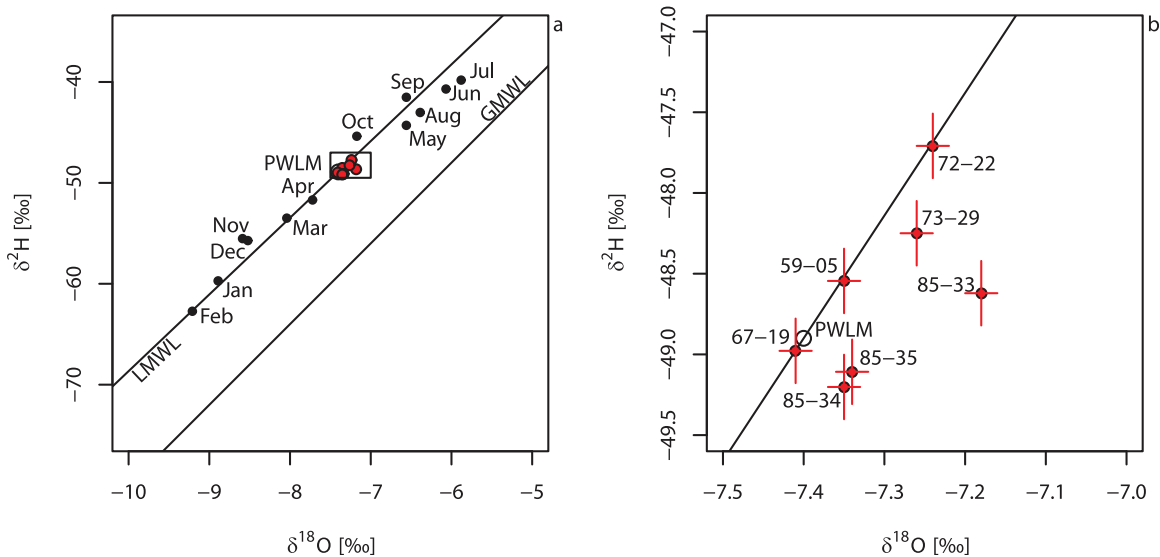 a
−40
−50
−60
−70
δ²H [‰]
Sep
Jul
Jun
GMWL
Aug
Oct
May
PWLM
Apr
Nov
Mar
Dec
Jan
Feb
LMWL
−10 −9 −8 −7 −6 −5
δ¹⁸O [‰]
b
−47.0
−47.5
−48.0
−48.5
−49.0
−49.5
δ²H [‰]
72−22
73−29
59−05
85−33
67−19 PWLM
85−35
85−34
−7.5 −7.4 −7.3 −7.2 −7.1 −7.0
δ¹⁸O [‰]